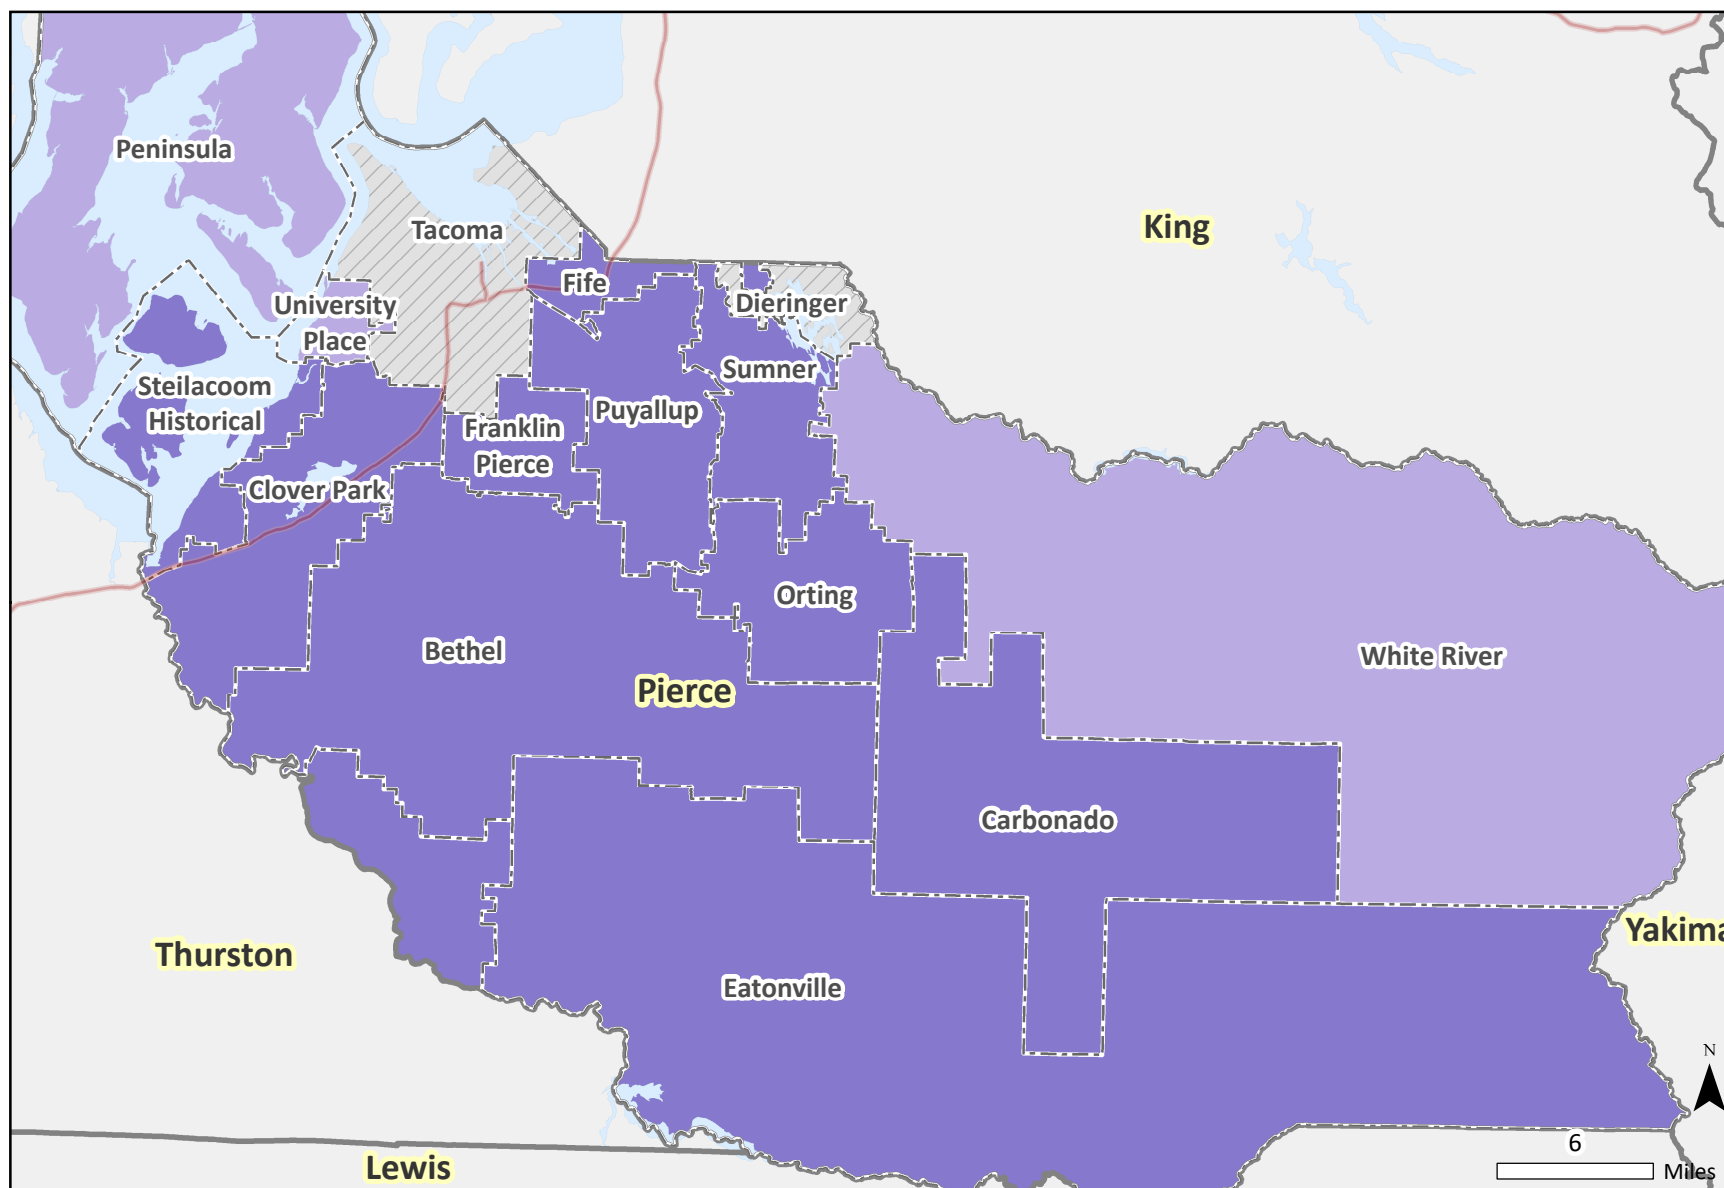 Peninsula
Tacoma
King
Fife
University
Place
Dieringer
Sumner
Steilacoom
Historical
Puyallup
Franklin
Pierce
Clover Park
Orting
Bethel
White River
Pierce
Carbonado
Yakima
Thurston
Eatonville
N
6
Miles
Lewis